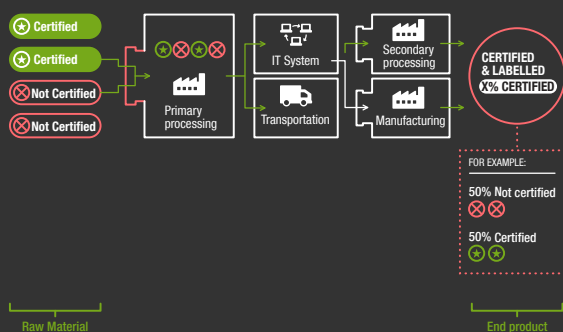 Certified
Certified
Not Certified
Not Certified
Primary
processing
IT System
Transportation
Secondary
processing
Manufacturing
CERTIFIED
& LABELLED
X% CERTIFIED
FOR EXAMPLE:
50% Not certified
50% Certified
Raw Material
End product